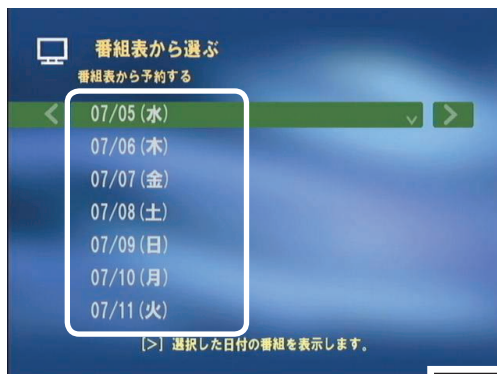 番組表から選ぶ
番組表から予約する
07/05(水)
07/06(木)
07/07(金)
07/08(土)
07/09(日)
07/10(月)
07/11(火)
[>] 選択した日付の番組を表示します。